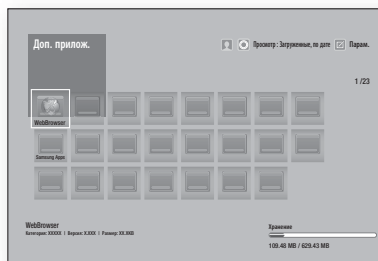 Доп. прилож.
Просмотр : Загруженные, по дате Парам.
1 /23
WebBrowser
Samsung Apps
WebBrowser
Категория: XXXXX I Версия: X.XXX I Размер: XX.XKB
Хранение
109.48 MB / 629.43 MB